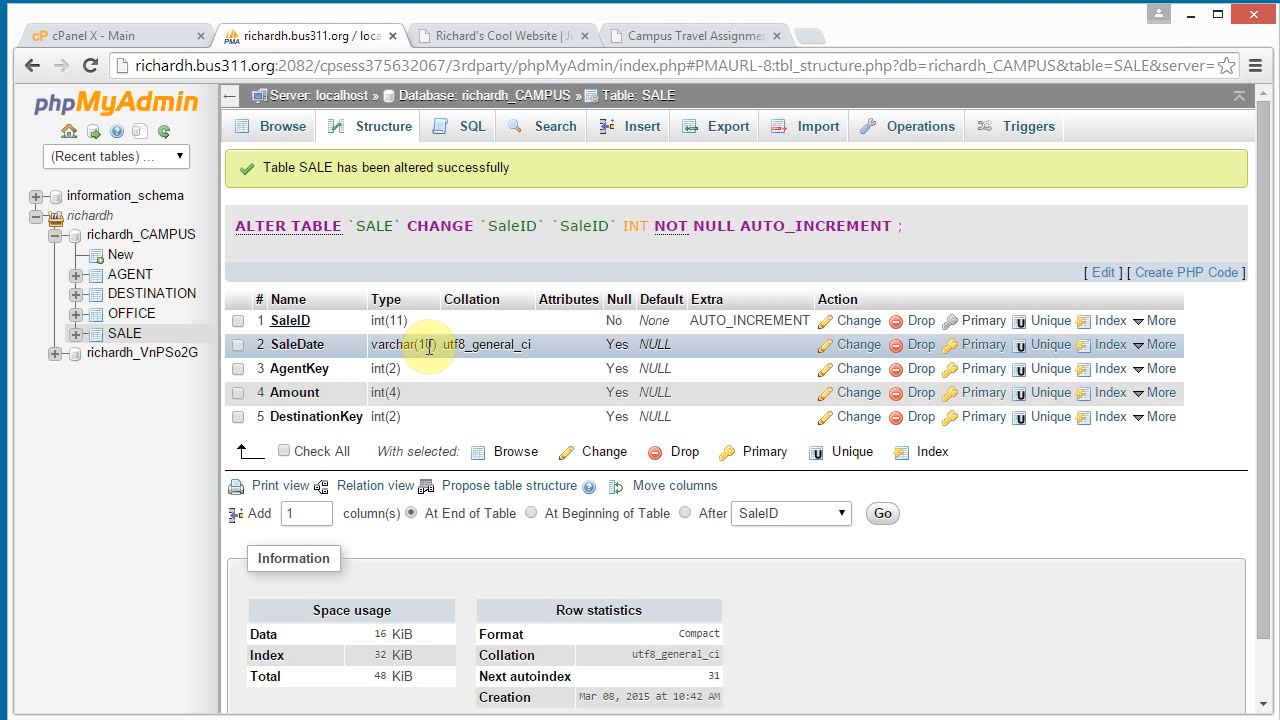 cPanel X - Main
richardh.bus311.org / loca
Richard's Cool Website | J
Campus Travel Assignme
richardh.bus311.org:2082/cpsess375632067/3rdparty/phpMyAdmin/index.php#PMAURL-8:tbl_structure.php?db=richardh_CAMPUS&table=SALE&server=
phpMyAdmin
(Recent tables) ...
information_schema
richardh
richardh_CAMPUS
New
AGENT
DESTINATION
OFFICE
SALE
richardh_VnPSo2G
Server: localhost » Database: richardh_CAMPUS » Table: SALE
Browse Structure SQL Search Insert Export Import Operations Triggers
Table SALE has been altered successfully
ALTER TABLE `SALE` CHANGE `SaleID` `SaleID` INT NOT NULL AUTO_INCREMENT ;
[ Edit ] [ Create PHP Code ]
# Name Type Collation Attributes Null Default Extra Action
1 SaleID int(11) No None AUTO_INCREMENT Change Drop Primary Unique Index More
2 SaleDate varchar(10) utf8_general_ci Yes NULL Change Drop Primary Unique Index More
3 AgentKey int(2) Yes NULL Change Drop Primary Unique Index More
4 Amount int(4) Yes NULL Change Drop Primary Unique Index More
5 DestinationKey int(2) Yes NULL Change Drop Primary Unique Index More
Check All With selected: Browse Change Drop Primary Unique Index
Print view Relation view Propose table structure Move columns
Add 1 column(s) At End of Table At Beginning of Table After SaleID Go
Information
Space usage
Data 16 KiB
Index 32 KiB
Total 48 KiB
Row statistics
Format Compact
Collation utf8_general_ci
Next autoindex 31
Creation Mar 08, 2015 at 10:42 AM